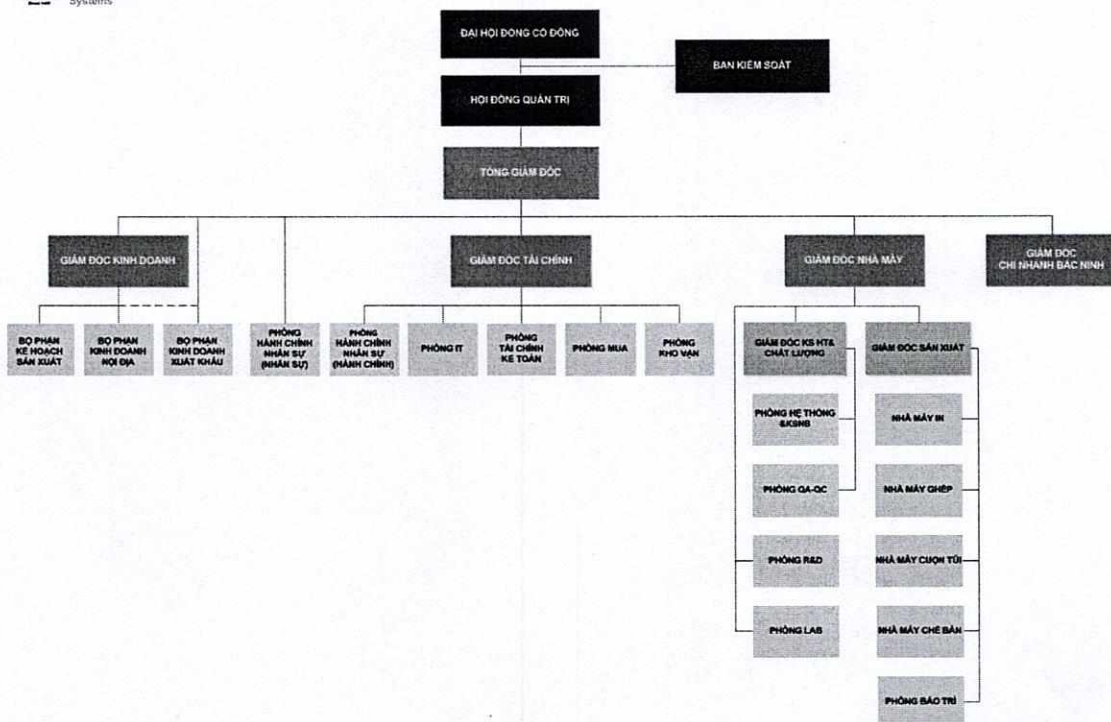 Systems
ĐẠI HỘI ĐỒNG CỔ ĐÔNG
BAN KIỂM SOÁT
HỘI ĐỒNG QUẢN TRỊ
TỔNG GIÁM ĐỐC
GIÁM ĐỐC KINH DOANH
GIÁM ĐỐC TÀI CHÍNH
GIÁM ĐỐC NHÀ MÁY
GIÁM ĐỐC
CHI NHÁNH BẮC NINH
BỘ PHẬN
KẾ HOẠCH
SẢN XUẤT
BỘ PHẬN
KINH DOANH
NỘI ĐỊA
BỘ PHẬN
KINH DOANH
XUẤT KHẨU
PHÒNG
HÀNH CHÍNH
NHÂN SỰ
(NHÂN SỰ)
PHÒNG
HÀNH CHÍNH
NHÂN SỰ
(HÀNH CHÍNH)
PHÒNG IT
PHÒNG
TÀI CHÍNH
KẾ TOÁN
PHÒNG MUA
PHÒNG
KHO VẬN
GIÁM ĐỐC KS HT&
CHẤT LƯỢNG
GIÁM ĐỐC SẢN XUẤT
PHÒNG HỆ THỐNG
&KSNB
NHÀ MÁY IN
PHÒNG QA-QC
NHÀ MÁY GHÉP
PHÒNG R&D
NHÀ MÁY CUỘN TÚI
PHÒNG LAB
NHÀ MÁY CHẾ BẢN
PHÒNG BẢO TRÌ